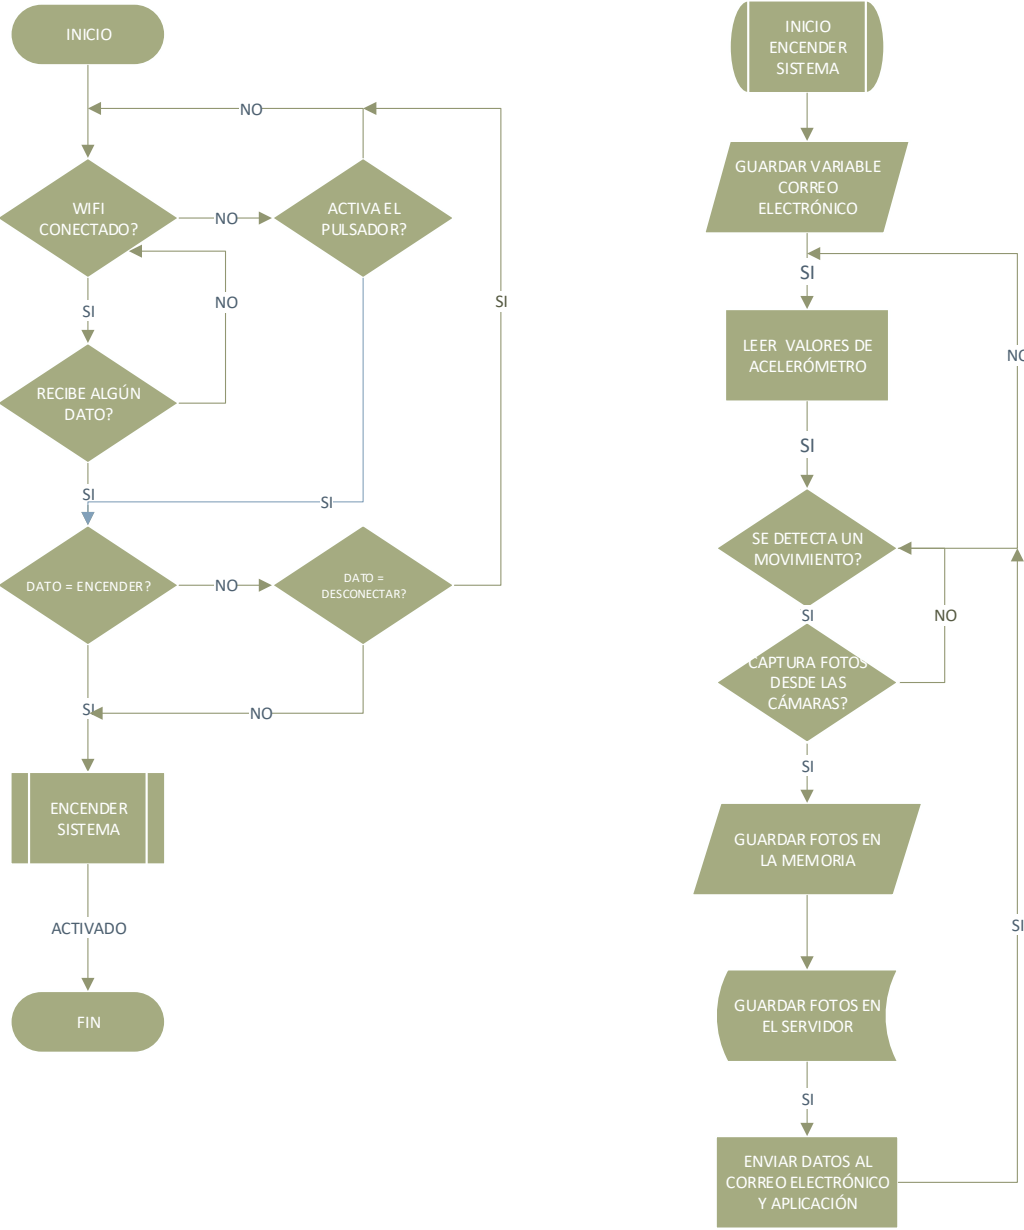 INICIO
NO
WIFI
CONECTADO?
NO
ACTIVA EL
PULSADOR?
NO
SI
SI
RECIBE ALGÚN
DATO?
SI
SI
DATO = ENCENDER?
NO
DATO =
DESCONECTAR?
SI
NO
ENCENDER
SISTEMA
ACTIVADO
FIN
INICIO
ENCENDER
SISTEMA
GUARDAR VARIABLE
CORREO
ELECTRÓNICO
SI
LEER VALORES DE
ACELERÓMETRO
NO
SI
SE DETECTA UN
MOVIMIENTO?
SI
NO
CAPTURA FOTOS
DESDE LAS
CÁMARAS?
SI
GUARDAR FOTOS EN
LA MEMORIA
SI
GUARDAR FOTOS EN
EL SERVIDOR
SI
ENVIAR DATOS AL
CORREO ELECTRÓNICO
Y APLICACIÓN